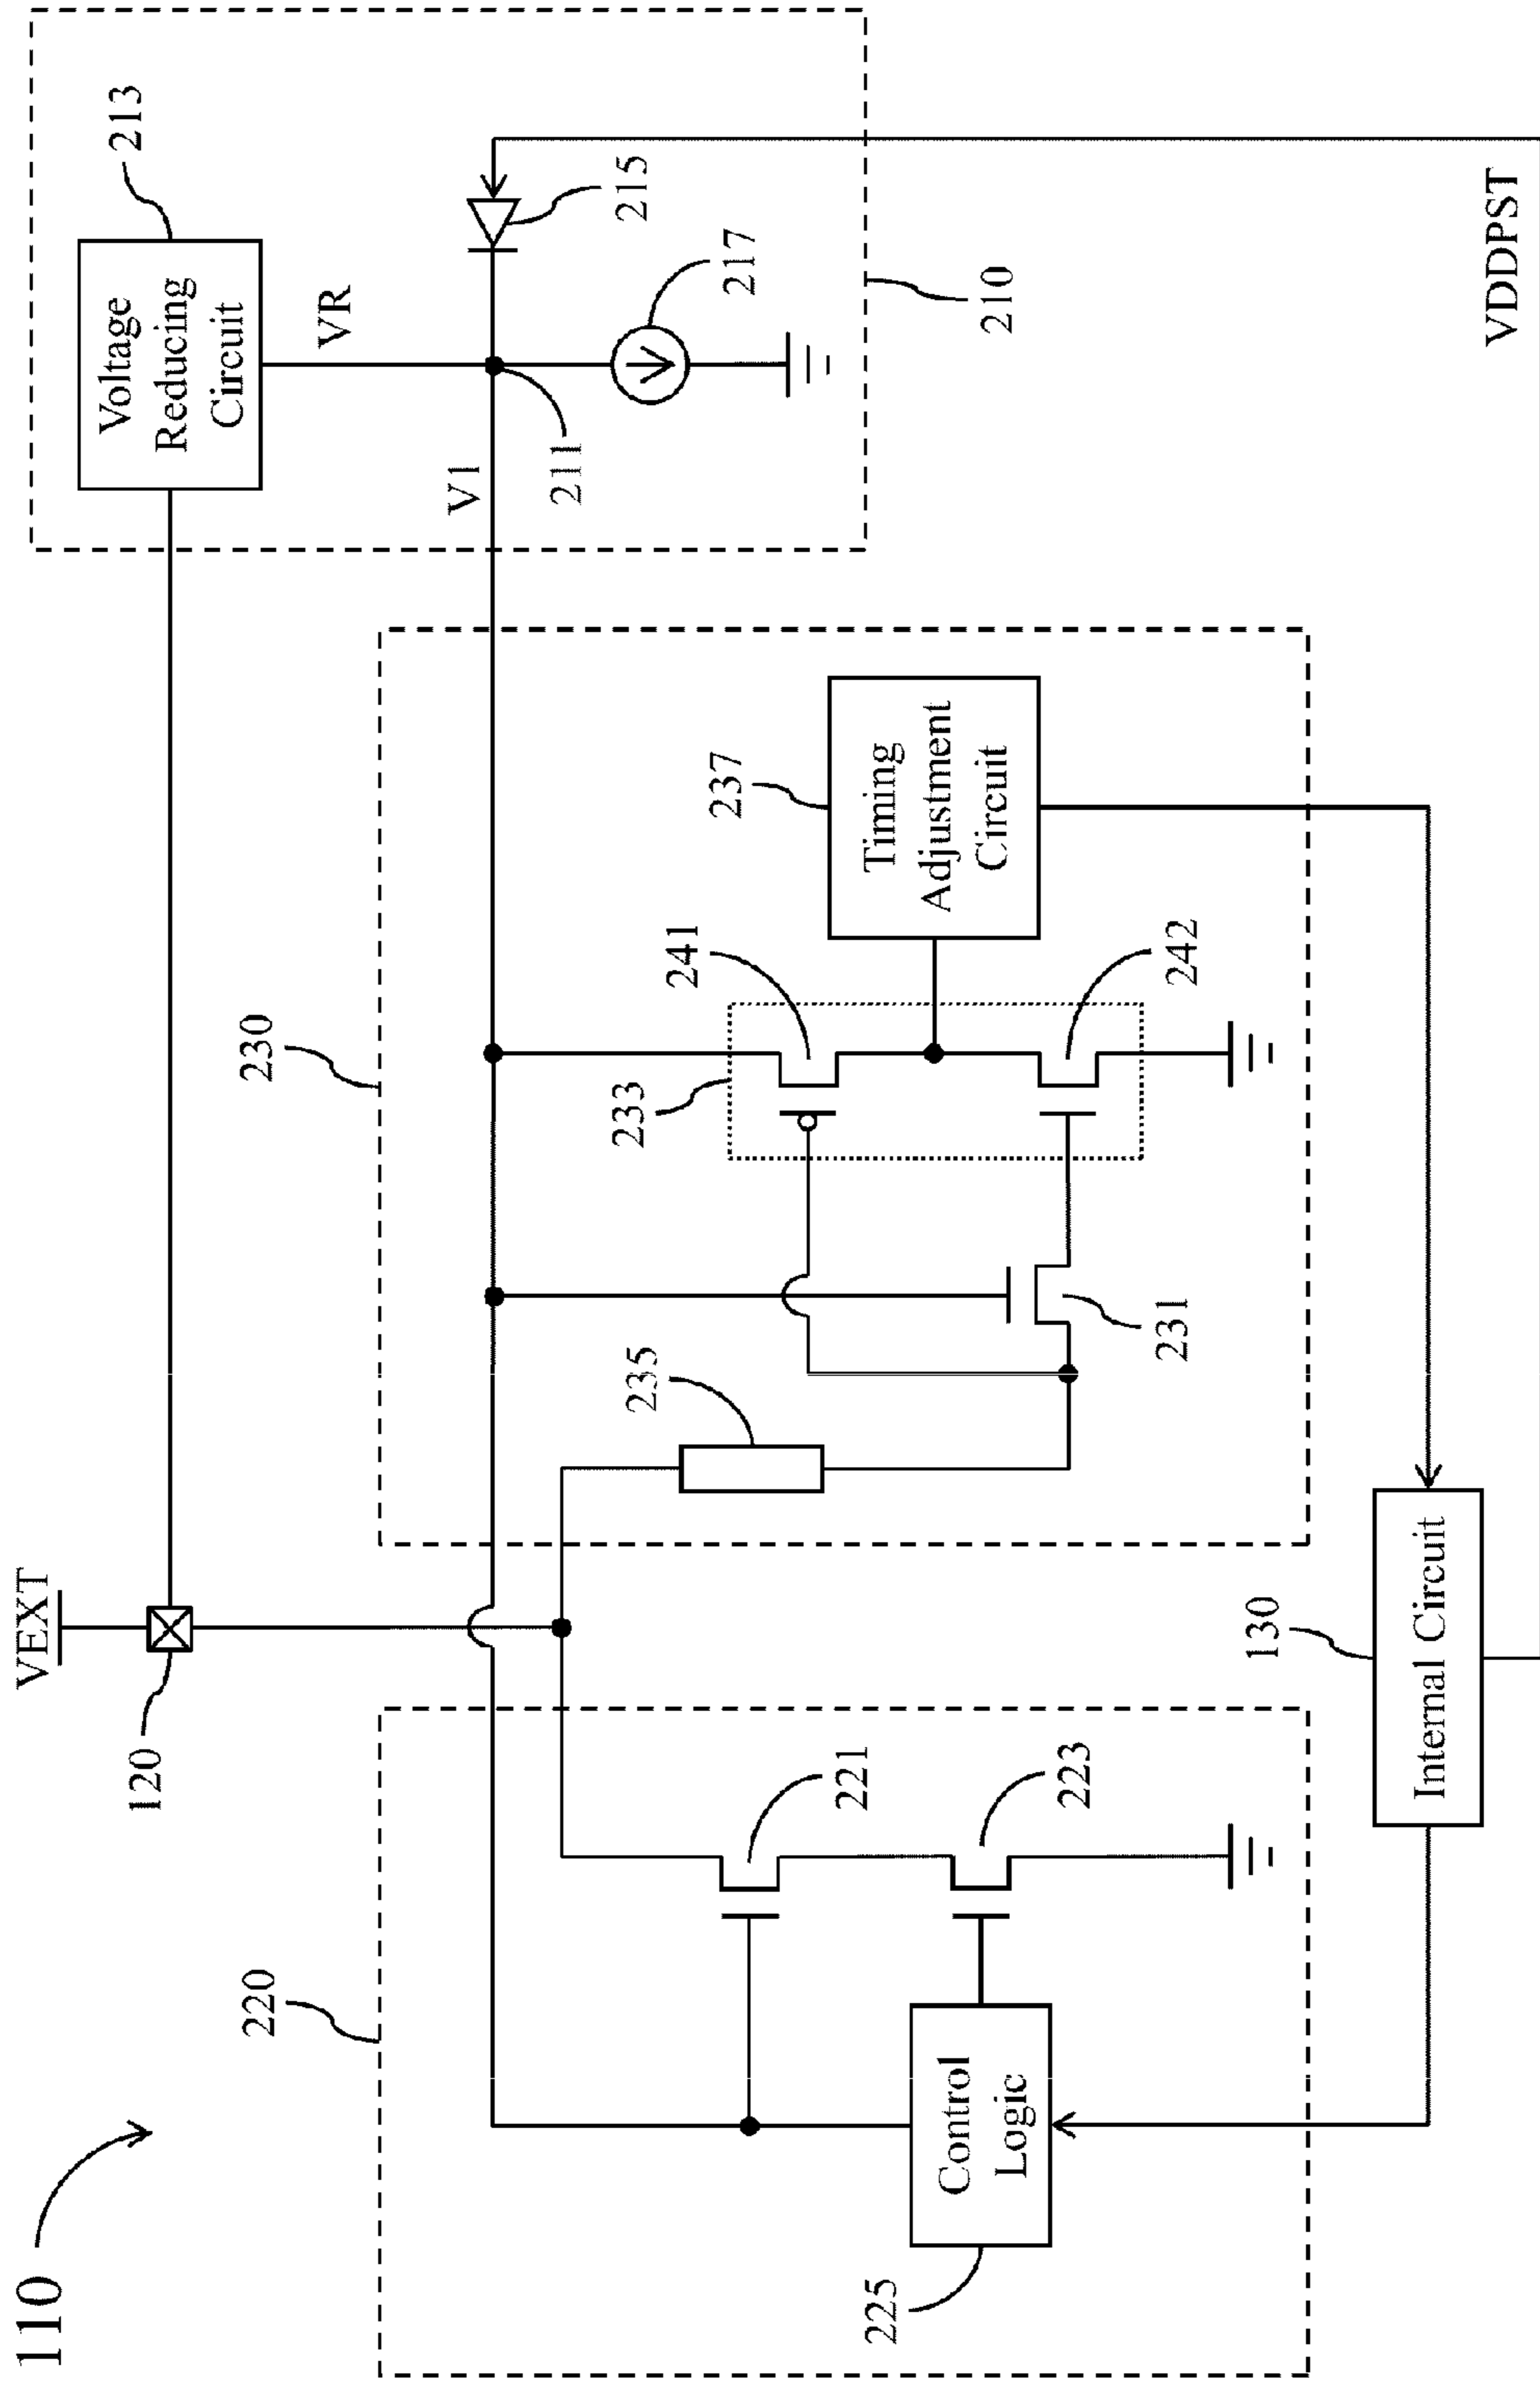 110
VEXT
120
220
230
213
Voltage
Reducing
Circuit
VR
V1
211
215
217
210
221
223
225
Control
Logic
235
231
233
241
242
237
Timing
Adjustment
Circuit
130
Internal Circuit
VDDPST